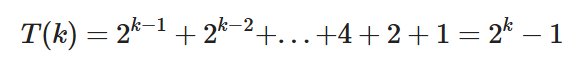 T(k) = 2^{k−1} + 2^{k−2} + ... + 4 + 2 + 1 = 2^k − 1